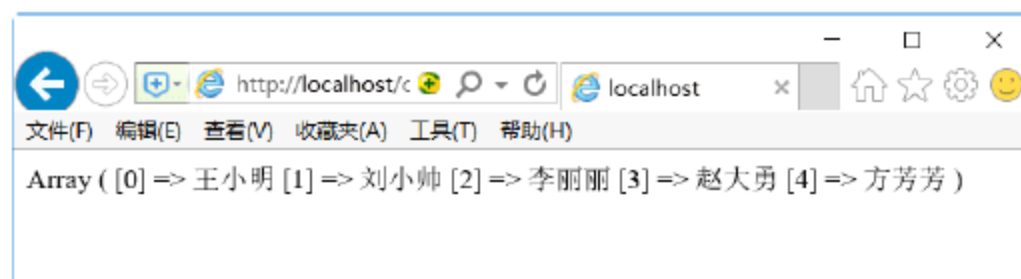 http://localhost/c
localhost
文件(F) 编辑(E) 查看(V) 收藏夹(A) 工具(T) 帮助(H)
Array ( [0] => 王小明 [1] => 刘小帅 [2] => 李丽丽 [3] => 赵大勇 [4] => 方芳芳 )